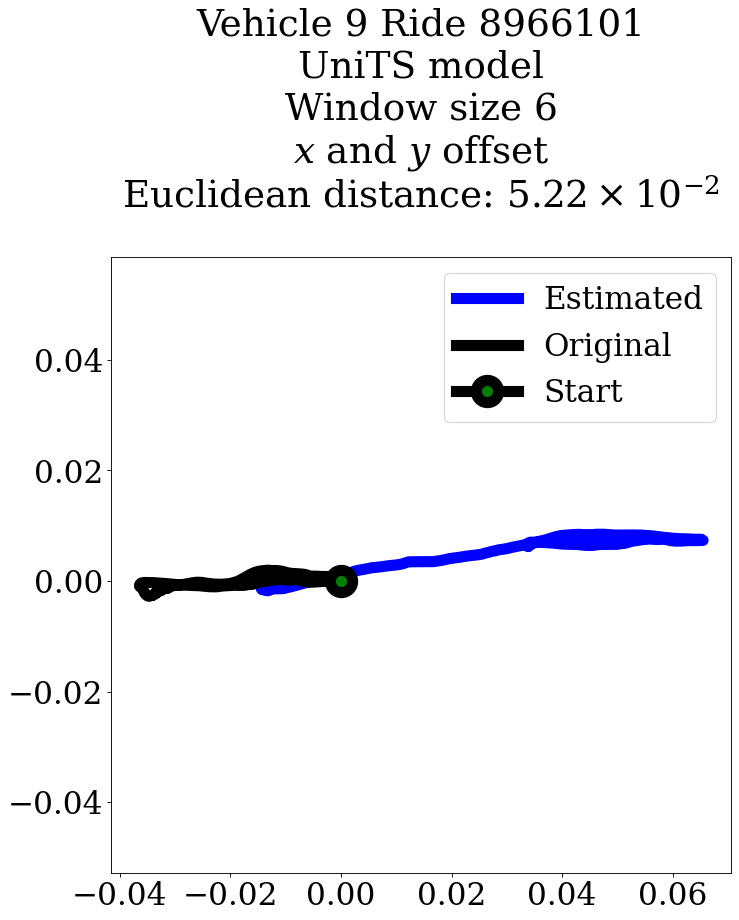 Vehicle 9 Ride 8966101
UniTS model
Window size 6
x and y offset
Euclidean distance: 5.22 × 10⁻²
Estimated
Original
Start
0.04
0.02
0.00
−0.02
−0.04
−0.04 −0.02 0.00 0.02 0.04 0.06